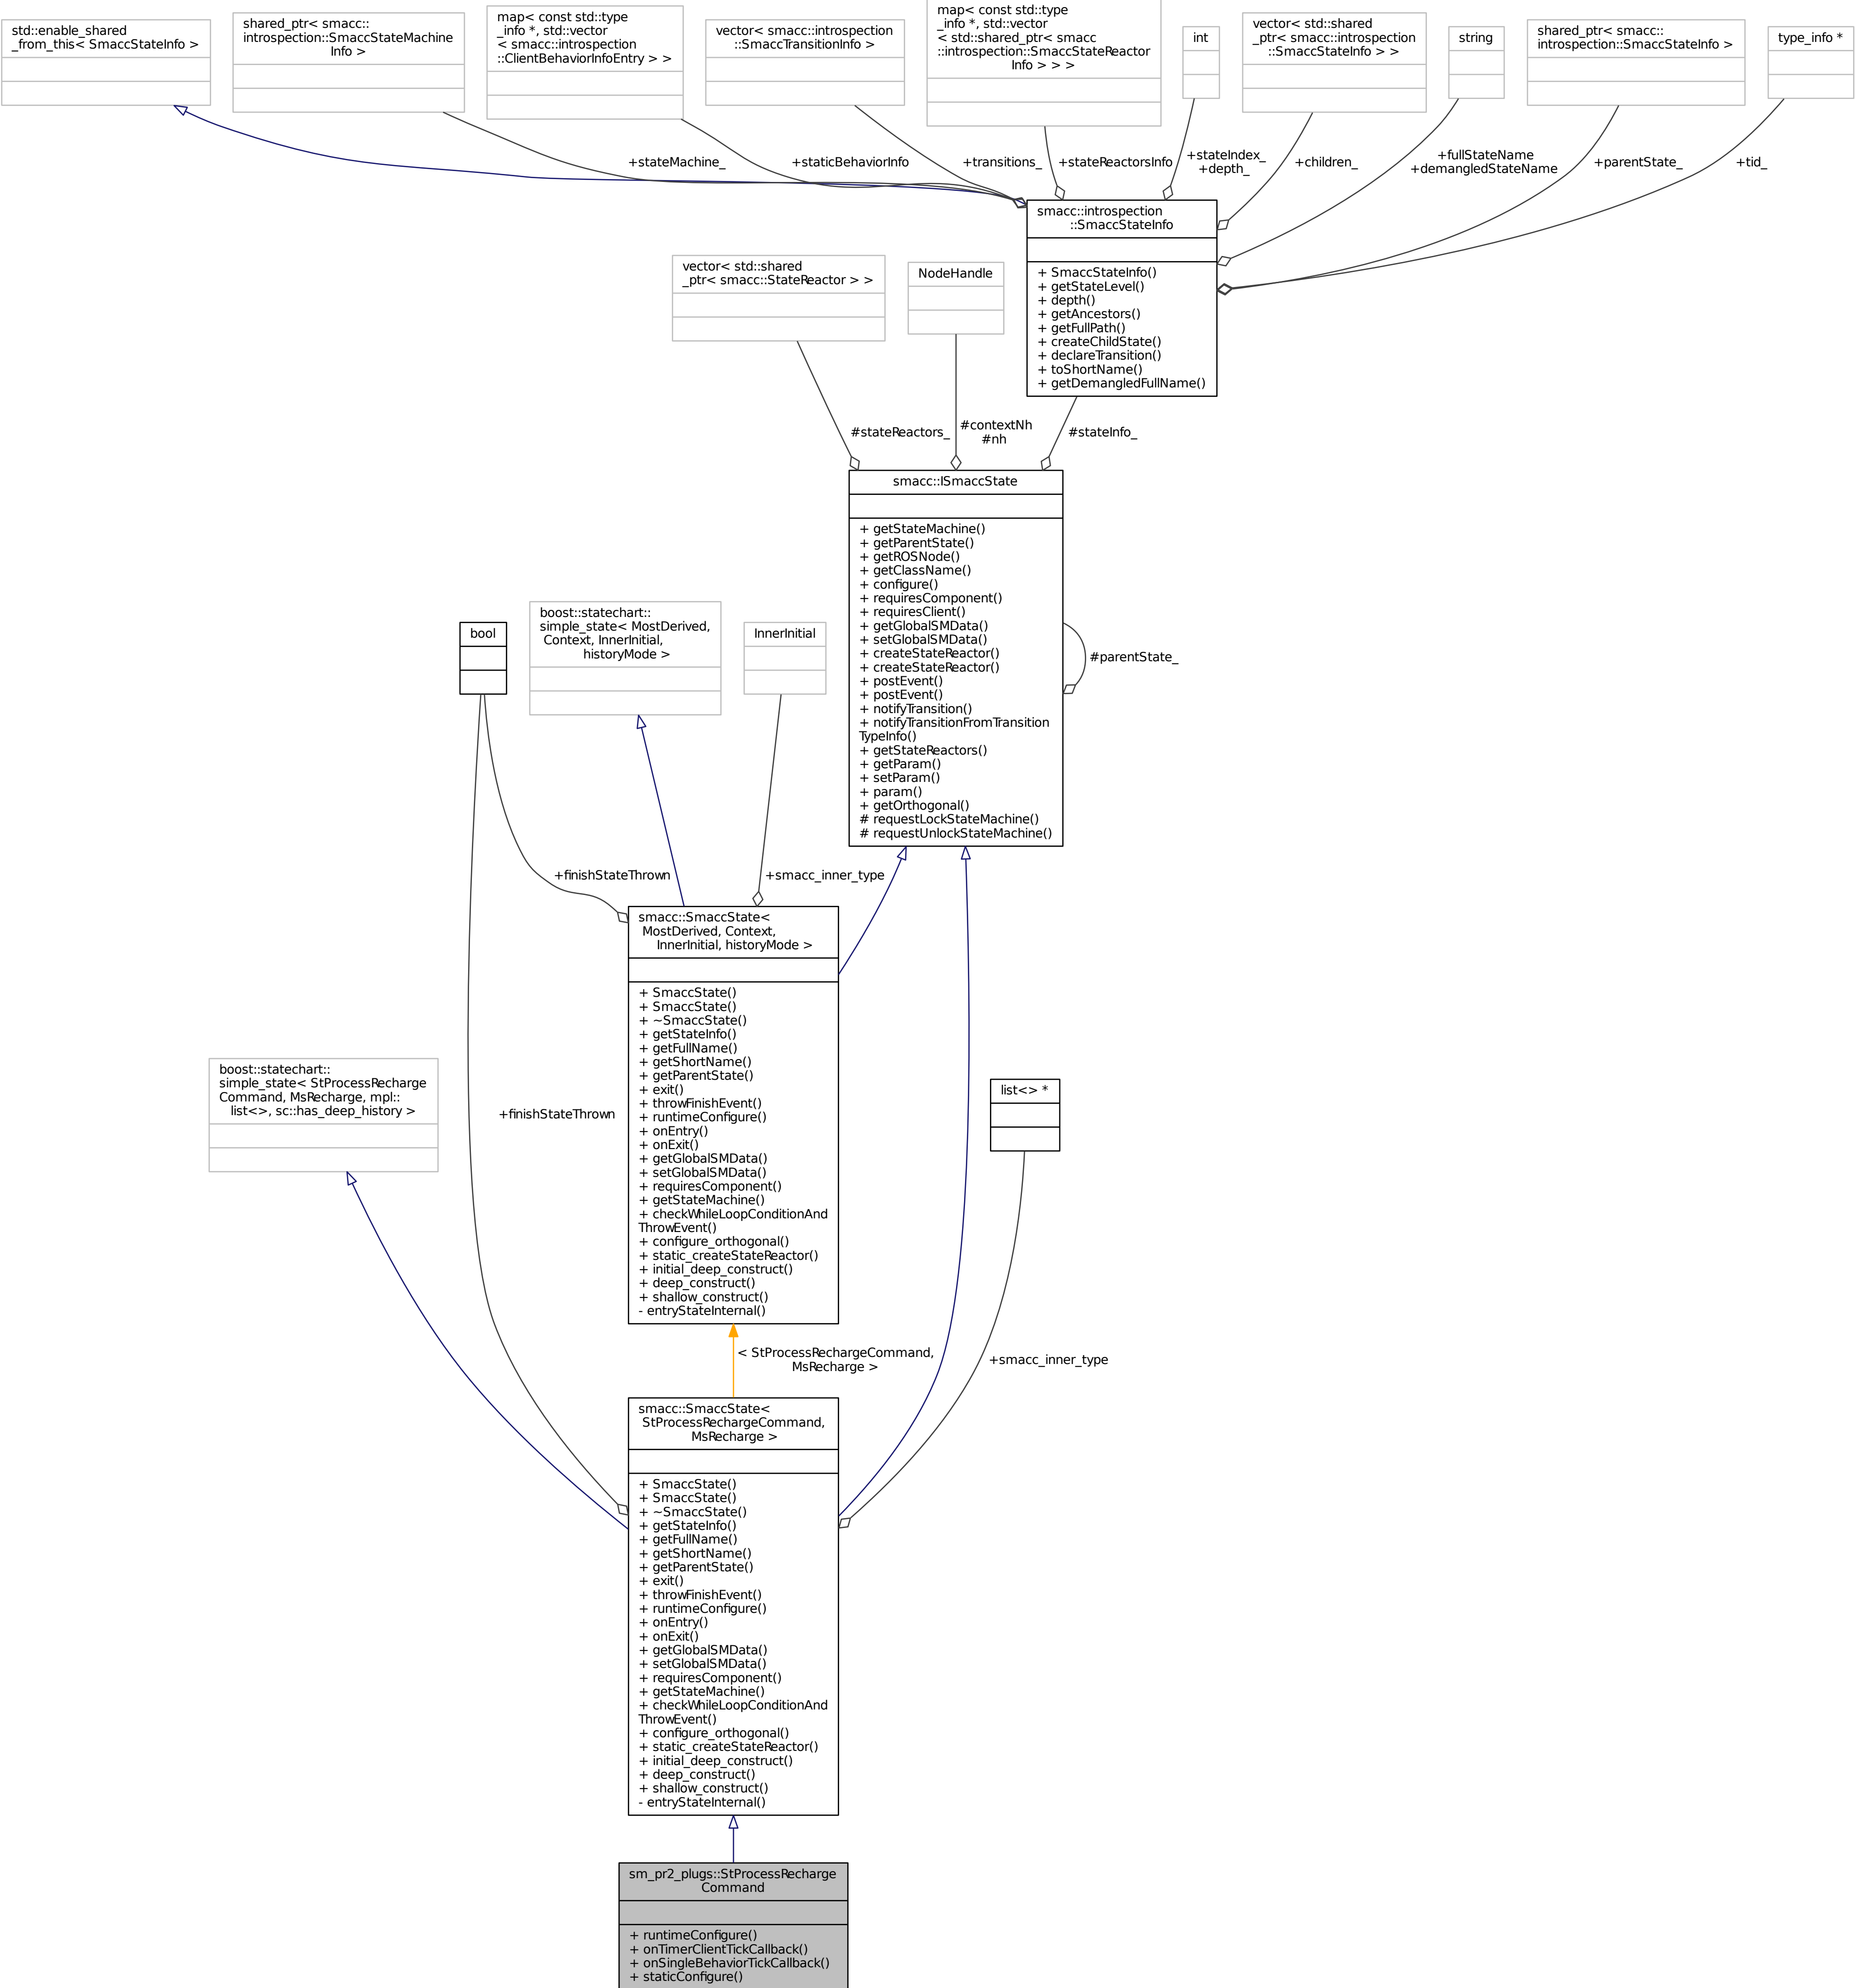 std::enable_shared
_from_this< SmaccStateInfo >
shared_ptr< smacc::
introspection::SmaccStateMachine
Info >
map< const std::type
_info *, std::vector
< smacc::introspection
::ClientBehaviorInfoEntry > >
vector< smacc::introspection
::SmaccTransitionInfo >
map< const std::type
_info *, std::vector
< std::shared_ptr< smacc
::introspection::SmaccStateReactor
Info > > >
int
vector< std::shared
_ptr< smacc::introspection
::SmaccStateInfo > >
string
shared_ptr< smacc::
introspection::SmaccStateInfo >
type_info *
+stateMachine_
+staticBehaviorInfo
+transitions_
+stateReactorsInfo
+stateIndex_
+depth_
+children_
+fullStateName
+demangledStateName
+parentState_
+tid_
smacc::introspection
::SmaccStateInfo
+ SmaccStateInfo()
+ getStateLevel()
+ depth()
+ getAncestors()
+ getFullPath()
+ createChildState()
+ declareTransition()
+ toShortName()
+ getDemangledFullName()
vector< std::shared
_ptr< smacc::StateReactor > >
NodeHandle
#stateReactors_
#contextNh
#nh
#stateInfo_
smacc::ISmaccState
+ getStateMachine()
+ getParentState()
+ getROSNode()
+ getClassName()
+ configure()
+ requiresComponent()
+ requiresClient()
+ getGlobalSMData()
+ setGlobalSMData()
+ createStateReactor()
+ createStateReactor()
+ postEvent()
+ postEvent()
+ notifyTransition()
+ notifyTransitionFromTransition
TypeInfo()
+ getStateReactors()
+ getParam()
+ setParam()
+ param()
+ getOrthogonal()
# requestLockStateMachine()
# requestUnlockStateMachine()
#parentState_
bool
boost::statechart::
simple_state< MostDerived,
Context, InnerInitial,
historyMode >
InnerInitial
+finishStateThrown
+smacc_inner_type
smacc::SmaccState<
MostDerived, Context,
InnerInitial, historyMode >
+ SmaccState()
+ SmaccState()
+ ~SmaccState()
+ getStateInfo()
+ getFullName()
+ getShortName()
+ getParentState()
+ exit()
+ throwFinishEvent()
+ runtimeConfigure()
+ onEntry()
+ onExit()
+ getGlobalSMData()
+ setGlobalSMData()
+ requiresComponent()
+ getStateMachine()
+ checkWhileLoopConditionAnd
ThrowEvent()
+ configure_orthogonal()
+ static_createStateReactor()
+ initial_deep_construct()
+ deep_construct()
+ shallow_construct()
- entryStateInternal()
boost::statechart::
simple_state< StProcessRecharge
Command, MsRecharge, mpl::
list<>, sc::has_deep_history >
+finishStateThrown
list<> *
< StProcessRechargeCommand,
MsRecharge >
+smacc_inner_type
smacc::SmaccState<
StProcessRechargeCommand,
MsRecharge >
+ SmaccState()
+ SmaccState()
+ ~SmaccState()
+ getStateInfo()
+ getFullName()
+ getShortName()
+ getParentState()
+ exit()
+ throwFinishEvent()
+ runtimeConfigure()
+ onEntry()
+ onExit()
+ getGlobalSMData()
+ setGlobalSMData()
+ requiresComponent()
+ getStateMachine()
+ checkWhileLoopConditionAnd
ThrowEvent()
+ configure_orthogonal()
+ static_createStateReactor()
+ initial_deep_construct()
+ deep_construct()
+ shallow_construct()
- entryStateInternal()
sm_pr2_plugs::StProcessRecharge
Command
+ runtimeConfigure()
+ onTimerClientTickCallback()
+ onSingleBehaviorTickCallback()
+ staticConfigure()